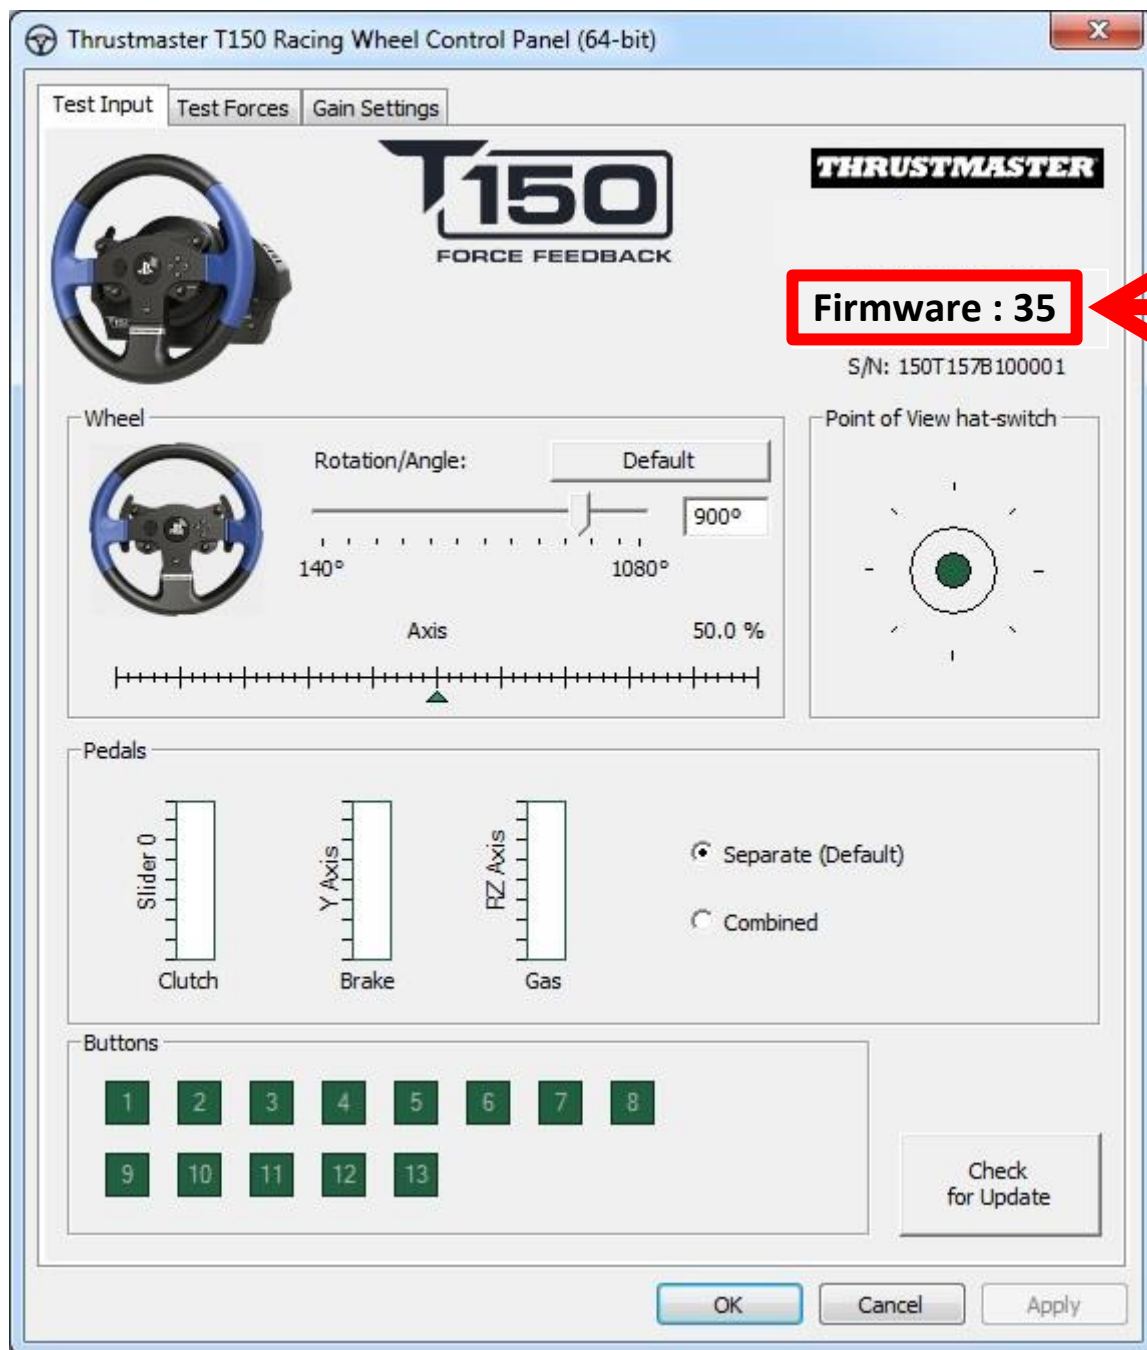 Thrustmaster T150 Racing Wheel Control Panel (64-bit)
Test Input Test Forces Gain Settings
T150
FORCE FEEDBACK
THRUSTMASTER
Firmware : 35
S/N: 150T157B100001
Wheel
Rotation/Angle: Default
900°
140° 1080°
Axis 50.0 %
Point of View hat-switch
Pedals
Slider 0
Clutch
Y Axis
Brake
RZ Axis
Gas
Separate (Default)
Combined
Buttons
1 2 3 4 5 6 7 8
9 10 11 12 13
Check
for Update
OK Cancel Apply